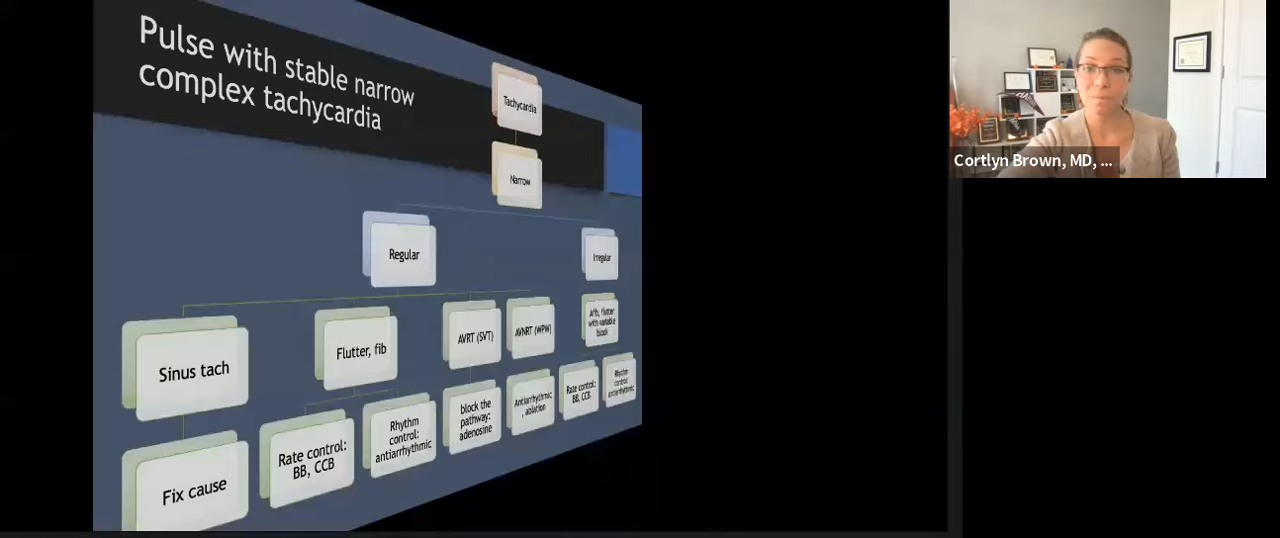 Pulse with stable narrow
complex tachycardia
Tachycardia
Narrow
Regular
Irregular
Sinus tach
Flutter, fib
AVRT (SVT)
AVNRT (WPW)
Afib, flutter
with variable
block
Fix cause
Rate control:
BB, CCB
Rhythm
control:
antiarrhythmic
block the
pathway:
adenosine
Antiarrhythmic
, ablation
Rate control:
BB, CCB
Rhythm
control:
antiarrhythmic
Cortlyn Brown, MD, ...